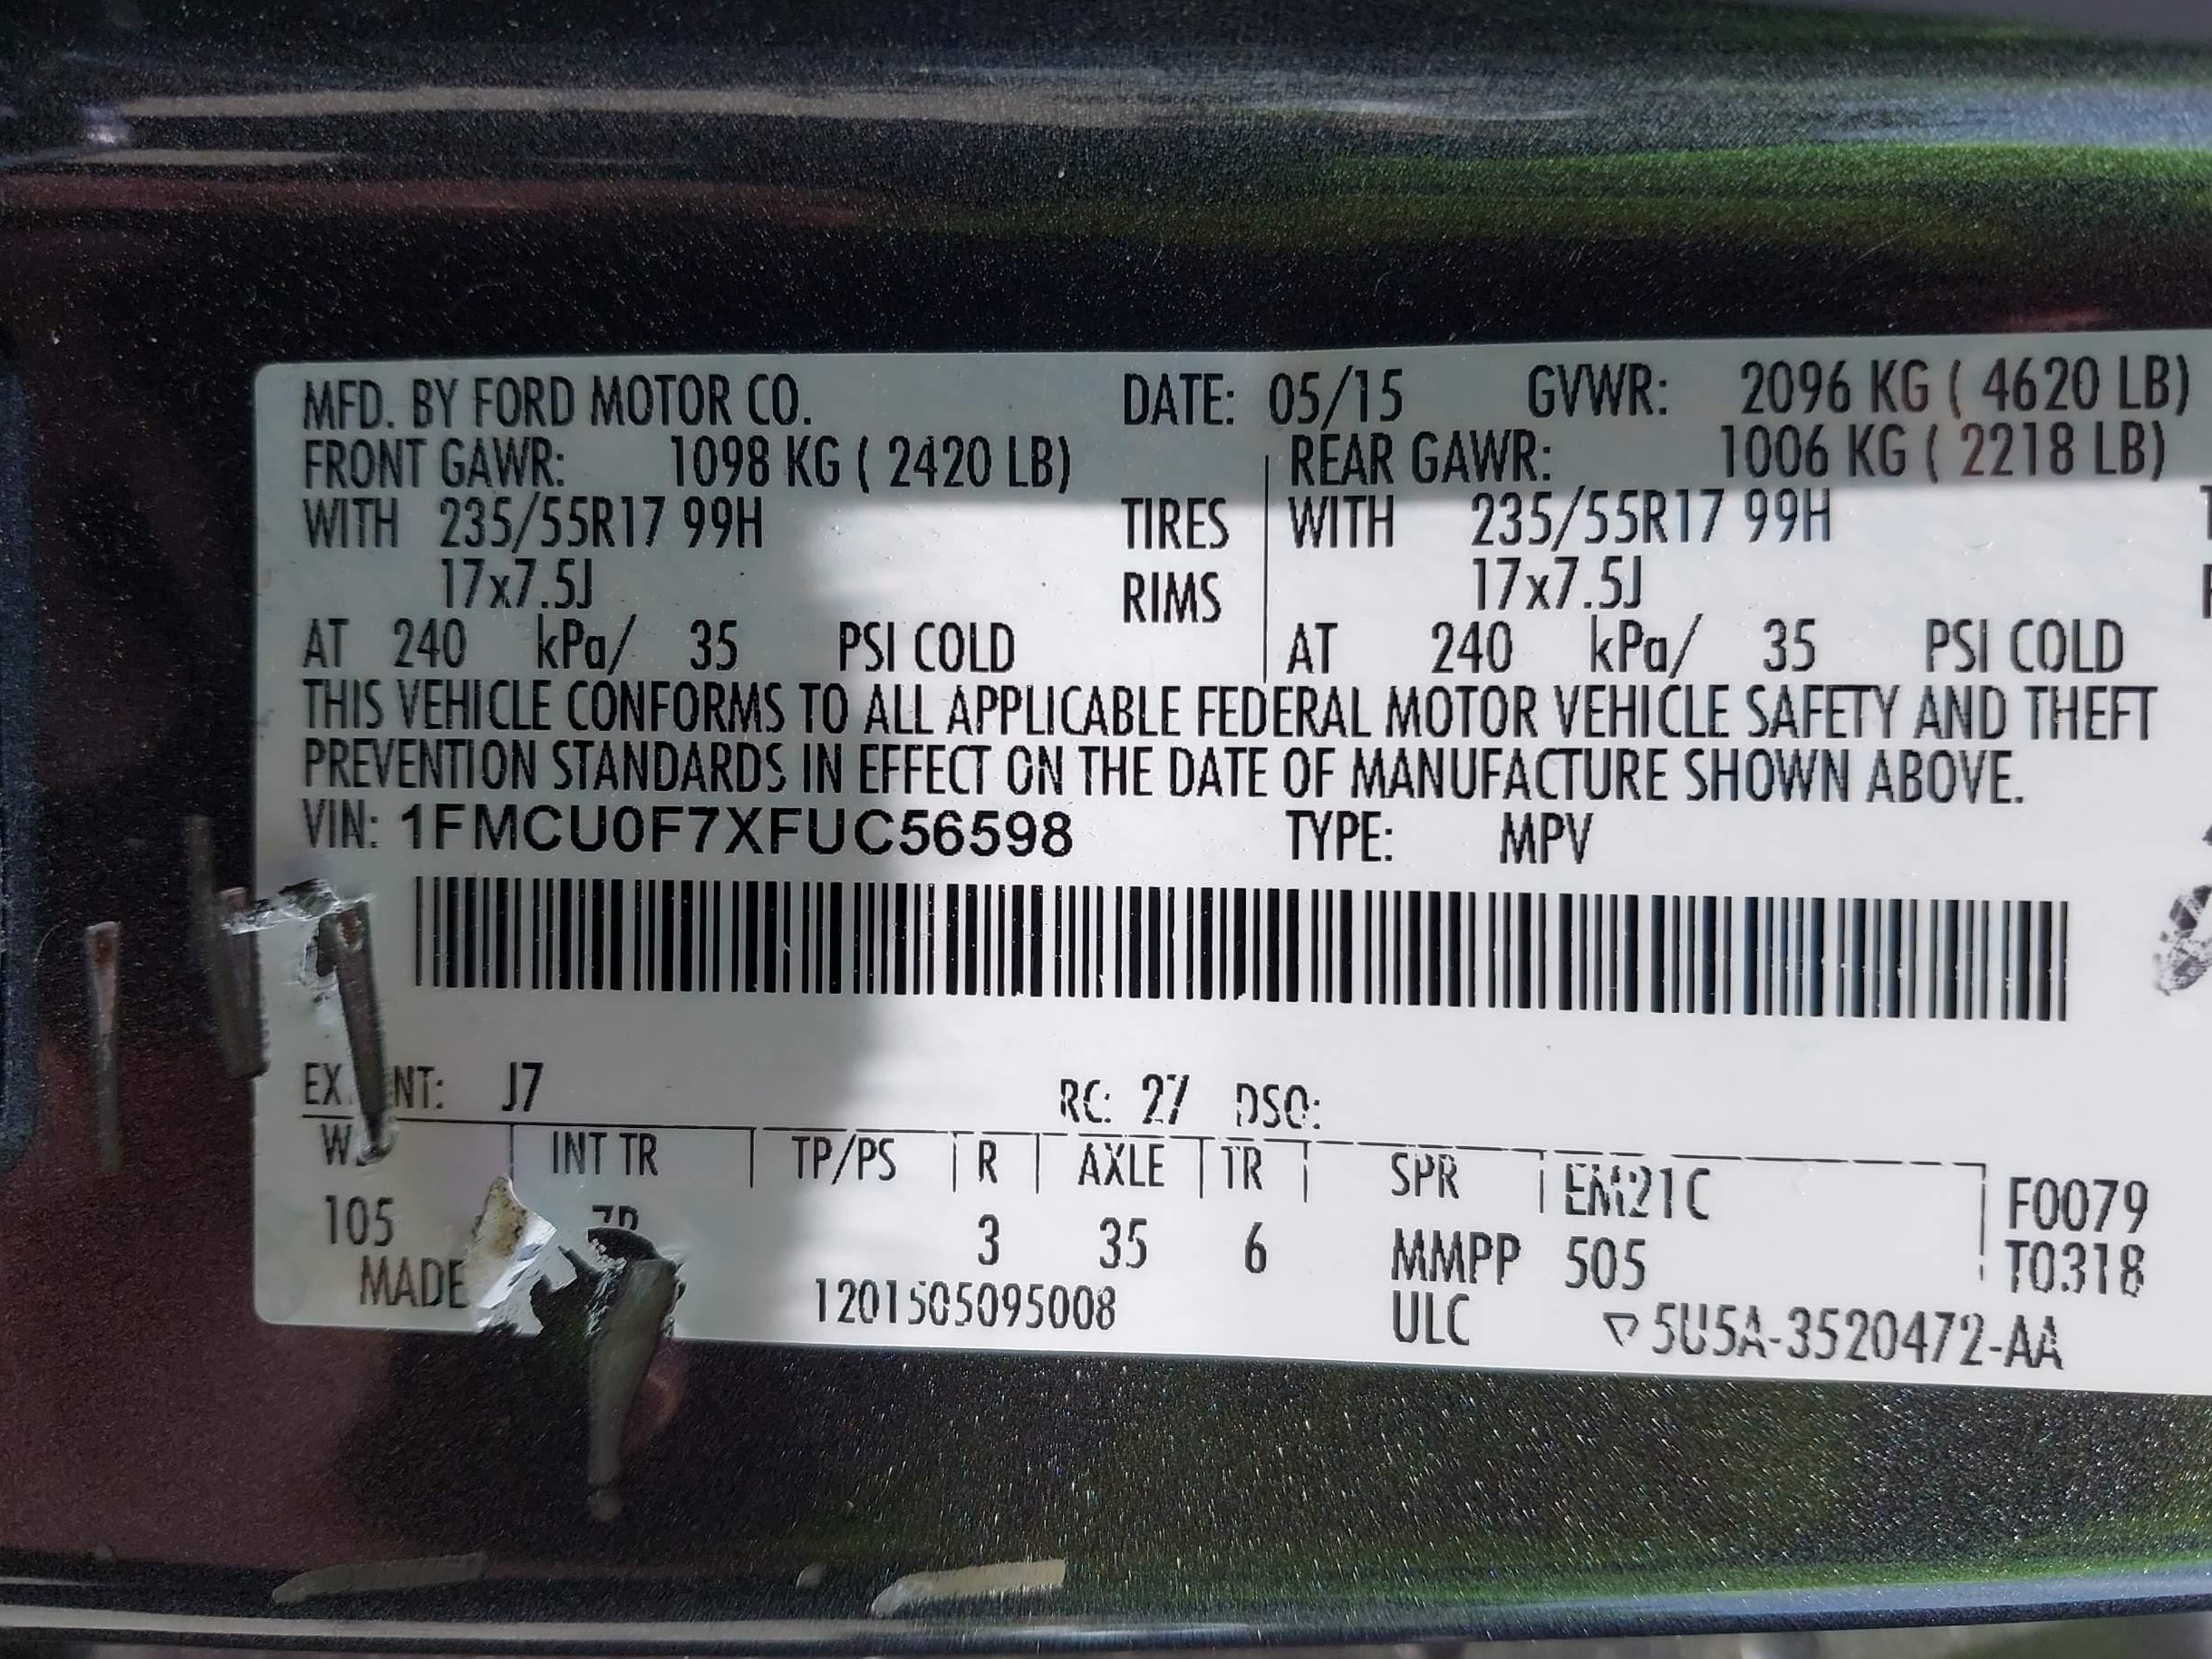 MFD. BY FORD MOTOR CO. DATE: 05/15 GVWR: 2096 KG ( 4620 LB)
FRONT GAWR: 1098 KG ( 2420 LB) REAR GAWR: 1006 KG ( 2218 LB)
WITH 235/55R17 99H TIRES WITH 235/55R17 99H
17x7.5J RIMS 17x7.5J
AT 240 kPa/ 35 PSI COLD AT 240 kPa/ 35 PSI COLD
THIS VEHICLE CONFORMS TO ALL APPLICABLE FEDERAL MOTOR VEHICLE SAFETY AND THEFT
PREVENTION STANDARDS IN EFFECT ON THE DATE OF MANUFACTURE SHOWN ABOVE.
VIN: 1FMCU0F7XFUC56598 TYPE: MPV
J7 RC: 27 DSO:
INT TR TP/PS R AXLE TR SPR EM21C F0079
105 3 35 6 MMPP 505 T0318
MADE 1201505095008 ULC 5U5A-3520472-AA